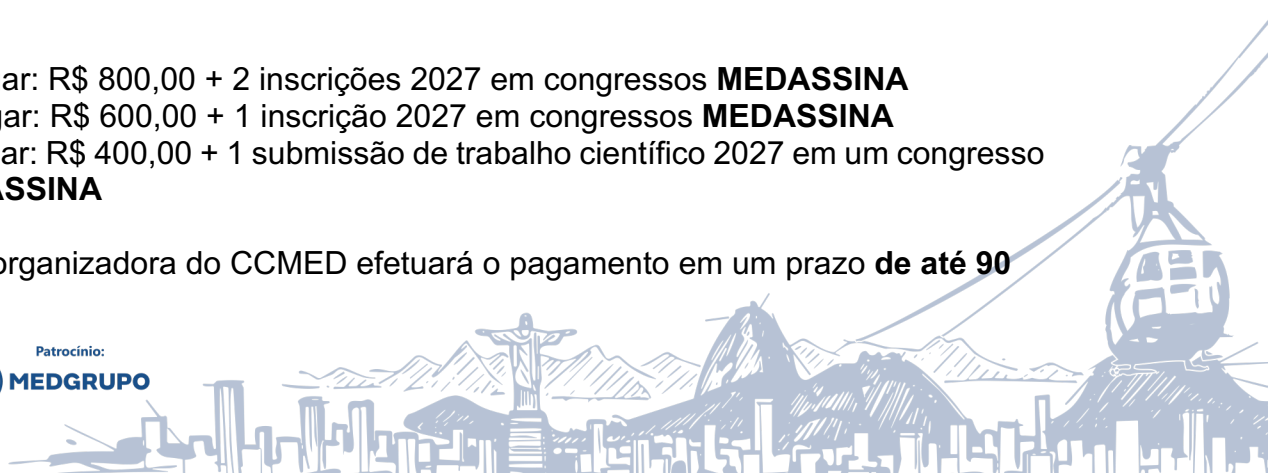 ar: R$ 800,00 + 2 inscrições 2027 em congressos MEDASSINA
gar: R$ 600,00 + 1 inscrição 2027 em congressos MEDASSINA
ar: R$ 400,00 + 1 submissão de trabalho científico 2027 em um congresso
ASSINA
organizadora do CCMED efetuará o pagamento em um prazo de até 90
Patrocínio:
MEDGRUPO